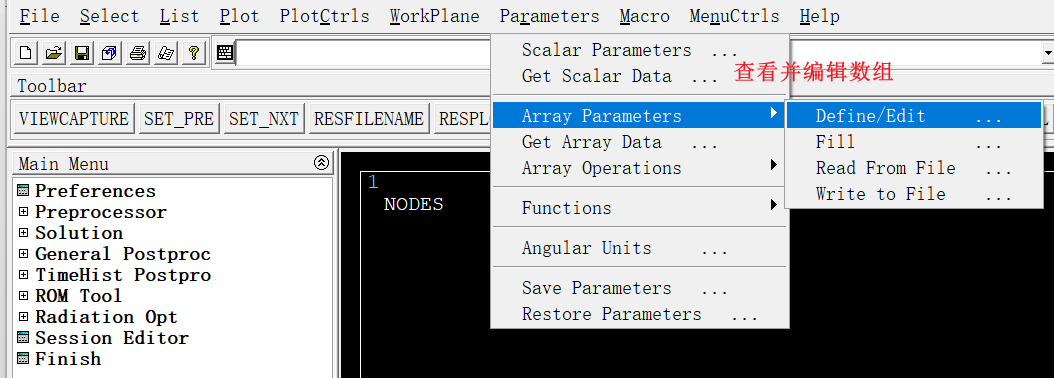 File Select List Plot PlotCtrls WorkPlane Parameters Macro MenuCtrls Help
Toolbar
VIEWCAPTURE SET_PRE SET_NXT RESFILENAME
Main Menu
Preferences
Preprocessor
Solution
General Postproc
TimeHist Postpro
ROM Tool
Radiation Opt
Session Editor
Finish
1
NODES
Scalar Parameters ...
Get Scalar Data ...
查看并编辑数组
Array Parameters
Get Array Data ...
Array Operations
Functions
Angular Units ...
Save Parameters ...
Restore Parameters ...
Define/Edit ...
Fill ...
Read From File ...
Write to File ...